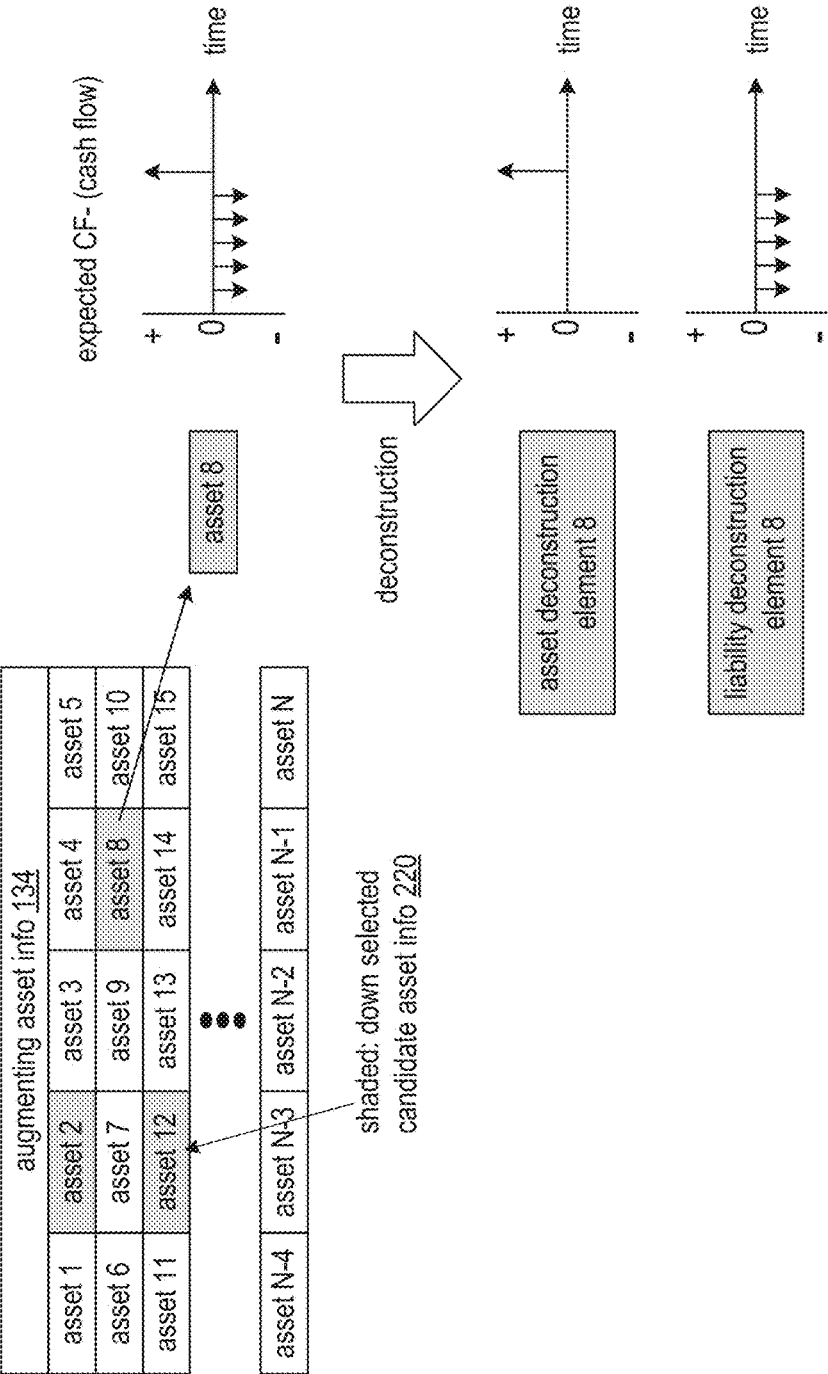 augmenting asset info 134
asset 1 asset 2 asset 3 asset 4 asset 5
asset 6 asset 7 asset 9 asset 8 asset 10
asset 11 asset 12 asset 13 asset 14 asset 15
asset N-4 asset N-3 asset N-2 asset N-1 asset N
shaded: down selected
candidate asset info 220
asset 8
expected CF- (cash flow)
+
0
-
time
deconstruction
asset deconstruction
element 8
+
0
-
time
liability deconstruction
element 8
+
0
-
time